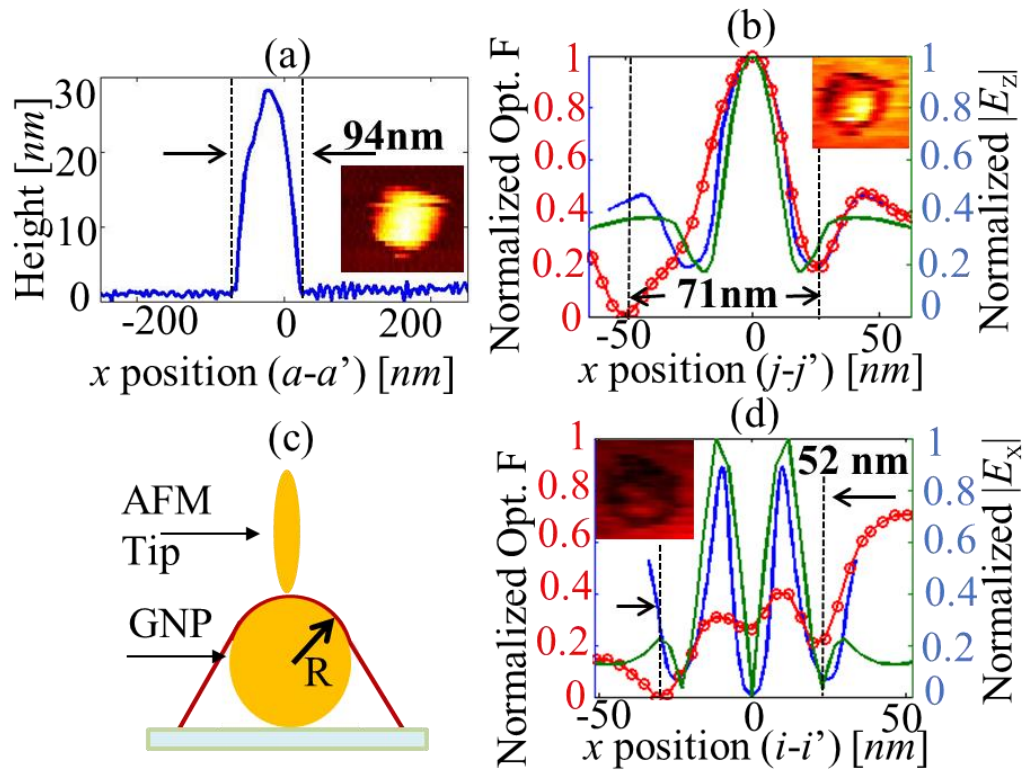 (a)
Height [nm]
30
20
10
0
94nm
-200
0
200
x position (a-a’) [nm]
(b)
Normalized Opt. F
1
0.8
0.6
0.4
0.2
0
71nm
-50
0
50
x position (j-j’) [nm]
1
0.8
0.6
0.4
0.2
0
Normalized |Ez|
(c)
AFM
Tip
GNP
R
(d)
Normalized Opt. F
1
0.8
0.6
0.4
0.2
0
52 nm
-50
0
50
x position (i-i’) [nm]
1
0.8
0.6
0.4
0.2
0
Normalized |Ex|